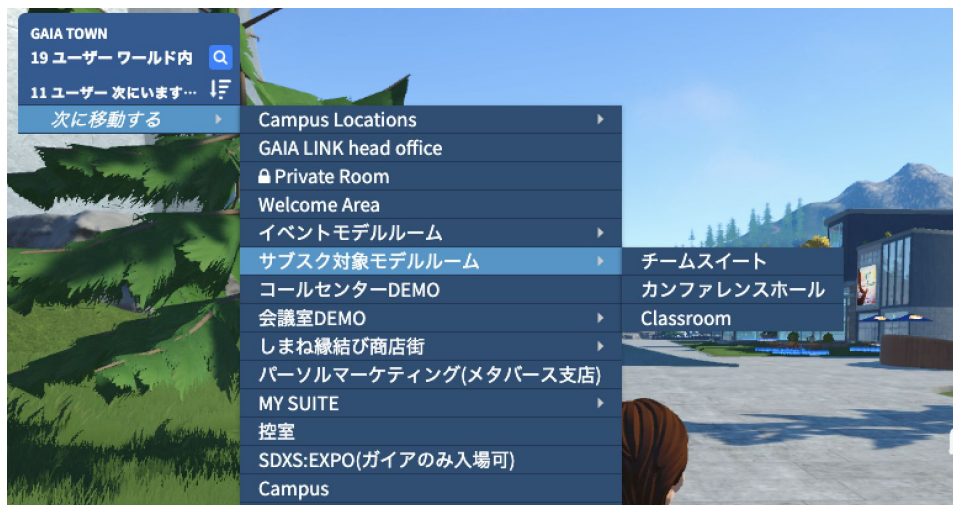 GAIA TOWN
19 ユーザー ワールド内
11 ユーザー 次にいます…
次に移動する
Campus Locations
GAIA LINK head office
Private Room
Welcome Area
イベントモデルルーム
サブスク対象モデルルーム
コールセンターDEMO
会議室DEMO
しまね縁結び商店街
パーソルマーケティング(メタバース支店)
MY SUITE
控室
SDXS:EXPO(ガイアのみ入場可)
Campus
チームスイート
カンファレンスホール
Classroom